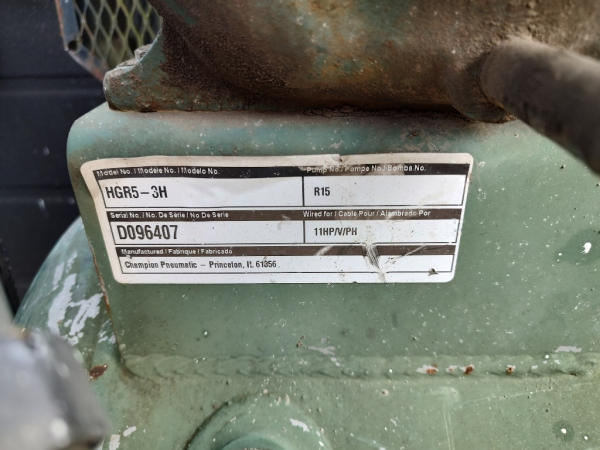 Model No. / Modèle No. / Modelo No.
Pump No./ Pompe No./ Bomba No.
HGR5-3H
R15
Serial No. / No. De Série / No De Serie
Wired for / Cable Pour / Alambrado Por
D096407
11HP/V/PH
Manufactured / Fabrique / Fabricado
Champion Pneumatic - Princeton, IL 61356